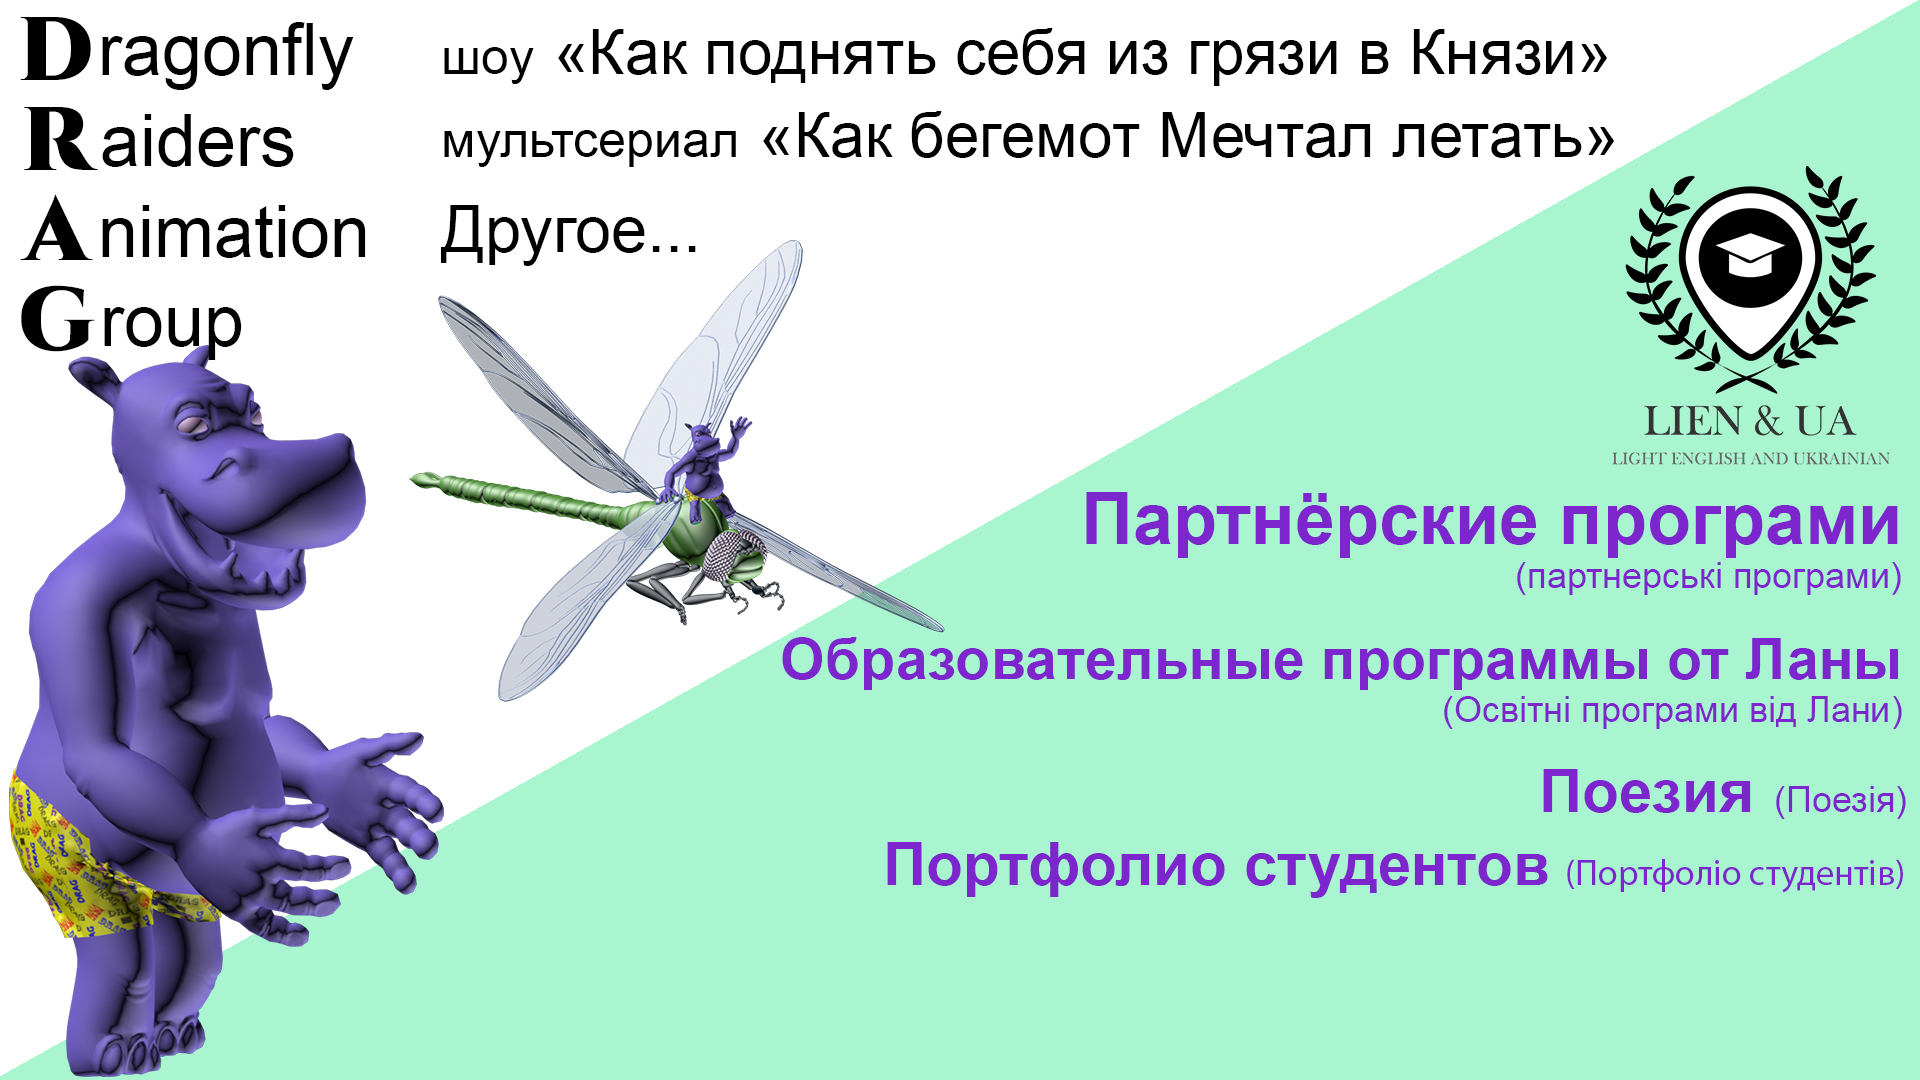 Dragonfly
Raiders
Animation
Group
шоу «Как поднять себя из грязи в Князи»
мультсериал «Как бегемот Мечтал летать»
Другое...
LIEN & UA
LIGHT ENGLISH AND UKRAINIAN
Партнёрские програми
(партнерські програми)
Образовательные программы от Ланы
(Освітні програми від Лани)
Поезия (Поезія)
Портфолио студентов (Портфоліо студентів)
DRAG